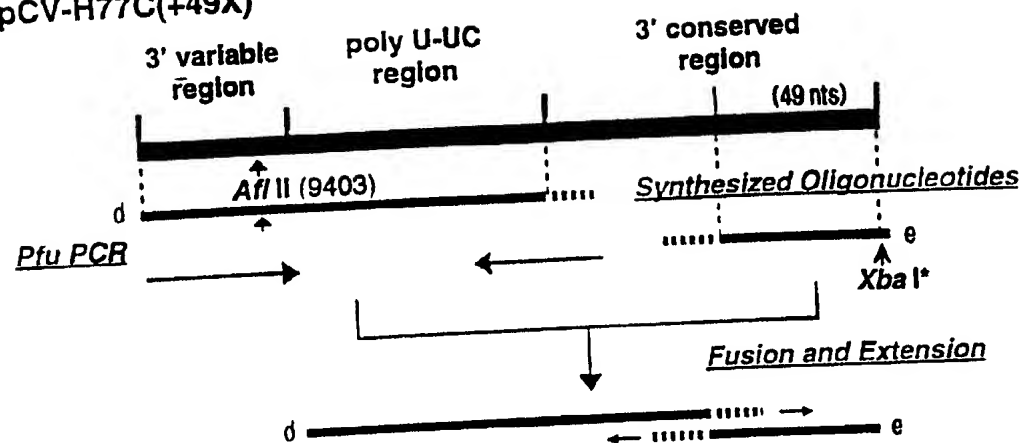 pCV-H77C(+49X)
3' variable
region
poly U-UC
region
3' conserved
region
(49 nts)
Afl II (9403)
Synthesized Oligonucleotides
d
e
Pfu PCR
Xba I*
Fusion and Extension
d
e